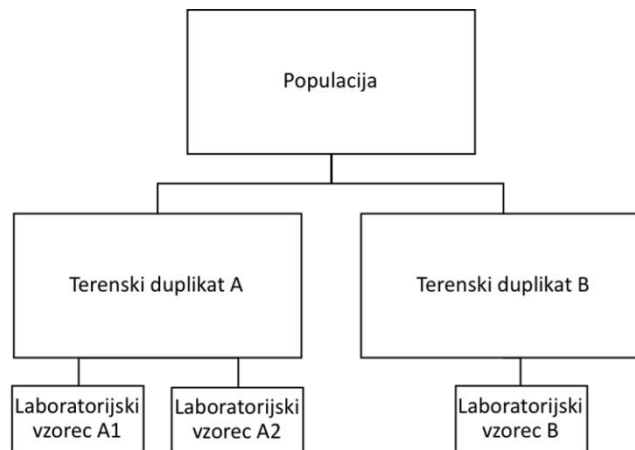 Populacija
Terenski duplikat A
Terenski duplikat B
Laboratorijski
vzorec A1
Laboratorijski
vzorec A2
Laboratorijski
vzorec B